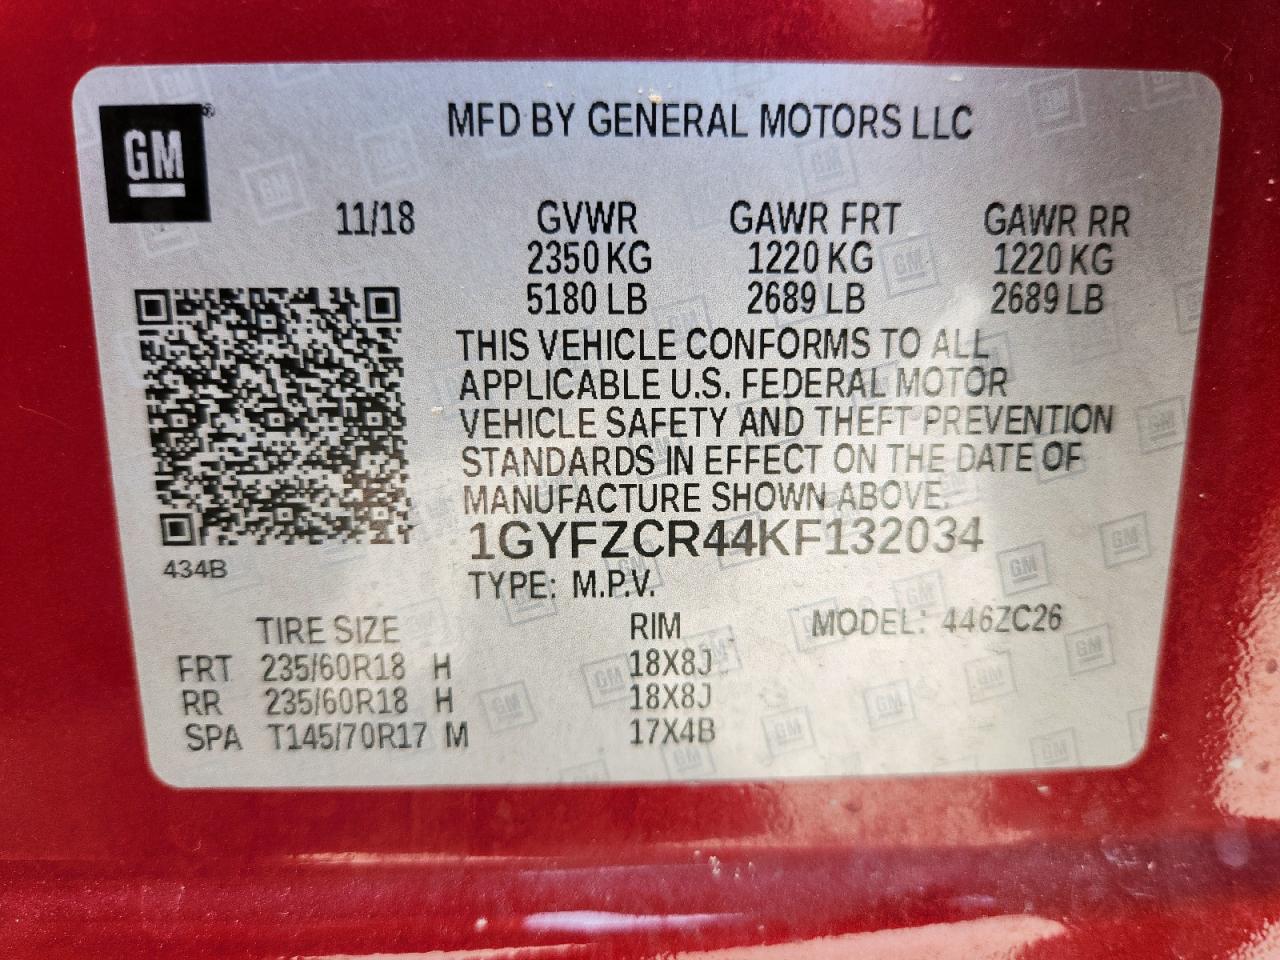 GM®
MFD BY GENERAL MOTORS LLC
11/18 GVWR GAWR FRT GAWR RR
2350 KG 1220 KG 1220 KG
5180 LB 2689 LB 2689 LB
THIS VEHICLE CONFORMS TO ALL
APPLICABLE U.S. FEDERAL MOTOR
VEHICLE SAFETY AND THEFT PREVENTION
STANDARDS IN EFFECT ON THE DATE OF
MANUFACTURE SHOWN ABOVE.
1GYFZCR44KF132034
434B
TYPE: M.P.V.
TIRE SIZE RIM MODEL: 446ZC26
FRT 235/60R18 H 18X8J
RR 235/60R18 H 18X8J
SPA T145/70R17 M 17X4B